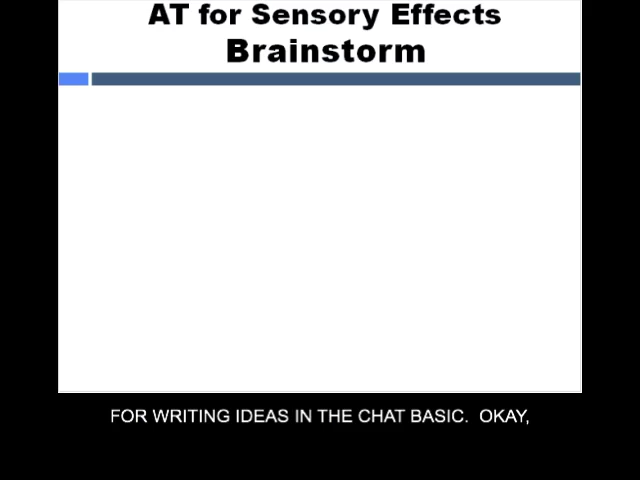 AT for Sensory Effects
Brainstorm
FOR WRITING IDEAS IN THE CHAT BASIC.  OKAY,